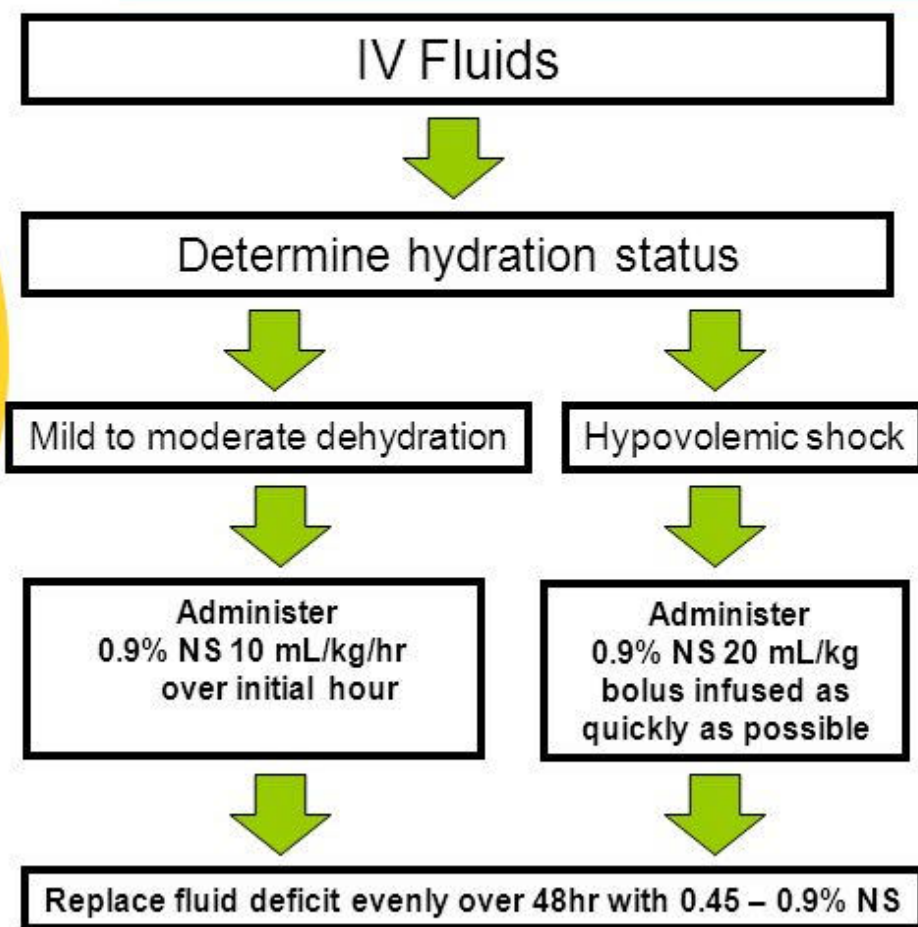 IV Fluids
Determine hydration status
Mild to moderate dehydration
Hypovolemic shock
Administer
0.9% NS 10 mL/kg/hr
over initial hour
Administer
0.9% NS 20 mL/kg
bolus infused as
quickly as possible
Replace fluid deficit evenly over 48hr with 0.45 – 0.9% NS